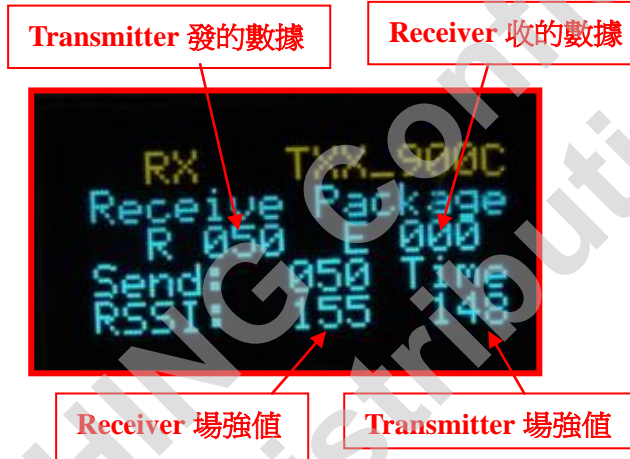 Transmitter 發的數據
Receiver 收的數據
RX TXX_900C
Receive Package
R 050 E 000
Send: 050 Time
RSSI: 155 148
Receiver 場強值
Transmitter 場強值